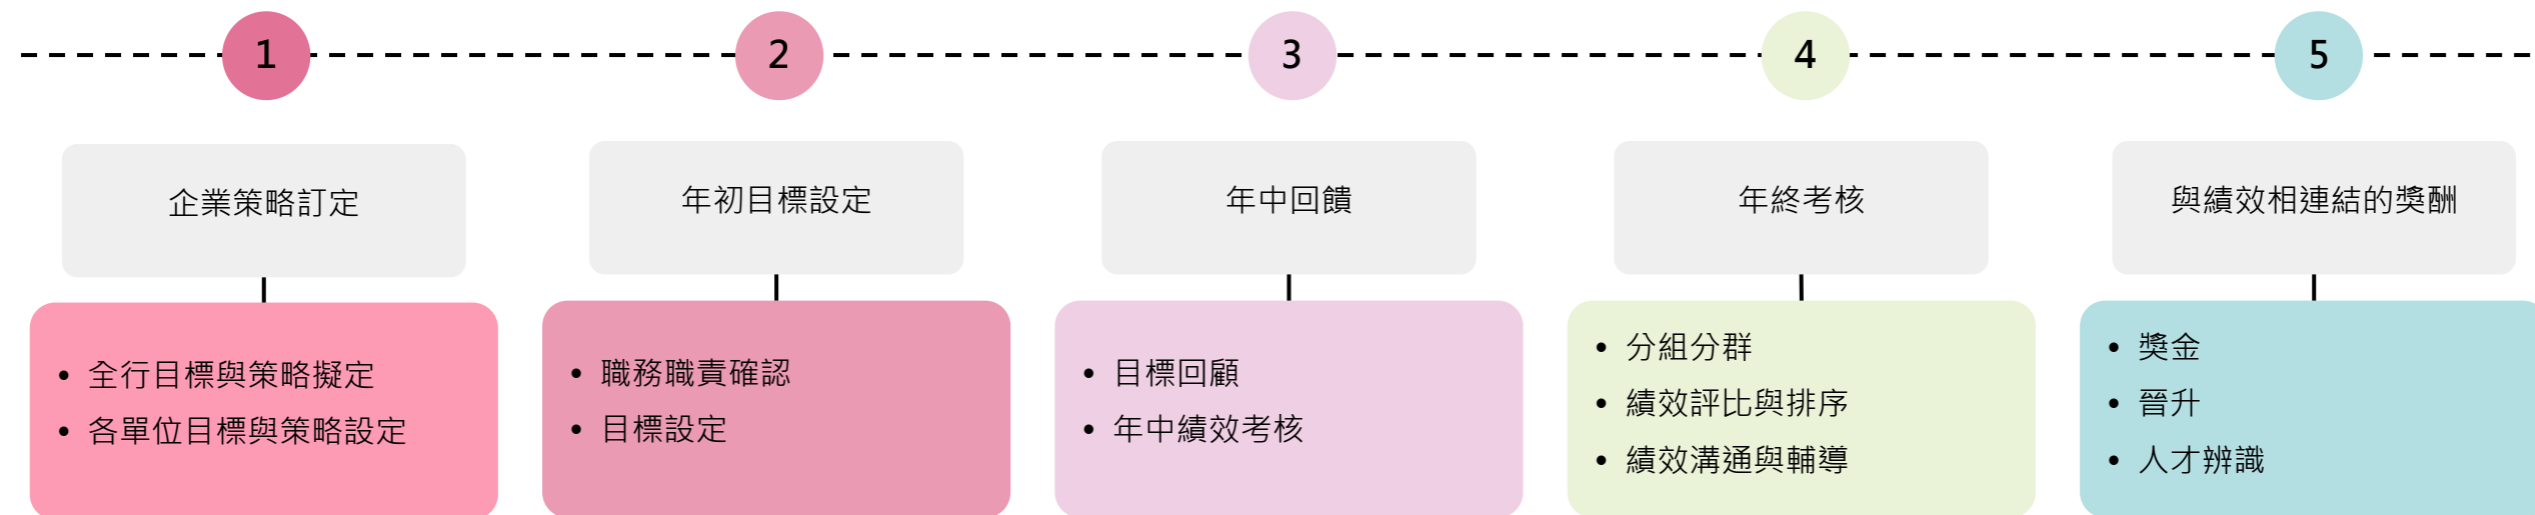 1
企業策略訂定
• 全行目標與策略擬定
• 各單位目標與策略設定
2
年初目標設定
• 職務職責確認
• 目標設定
3
年中回饋
• 目標回顧
• 年中績效考核
4
年終考核
• 分組分群
• 績效評比與排序
• 績效溝通與輔導
5
與績效相連結的獎酬
• 獎金
• 晉升
• 人才辨識